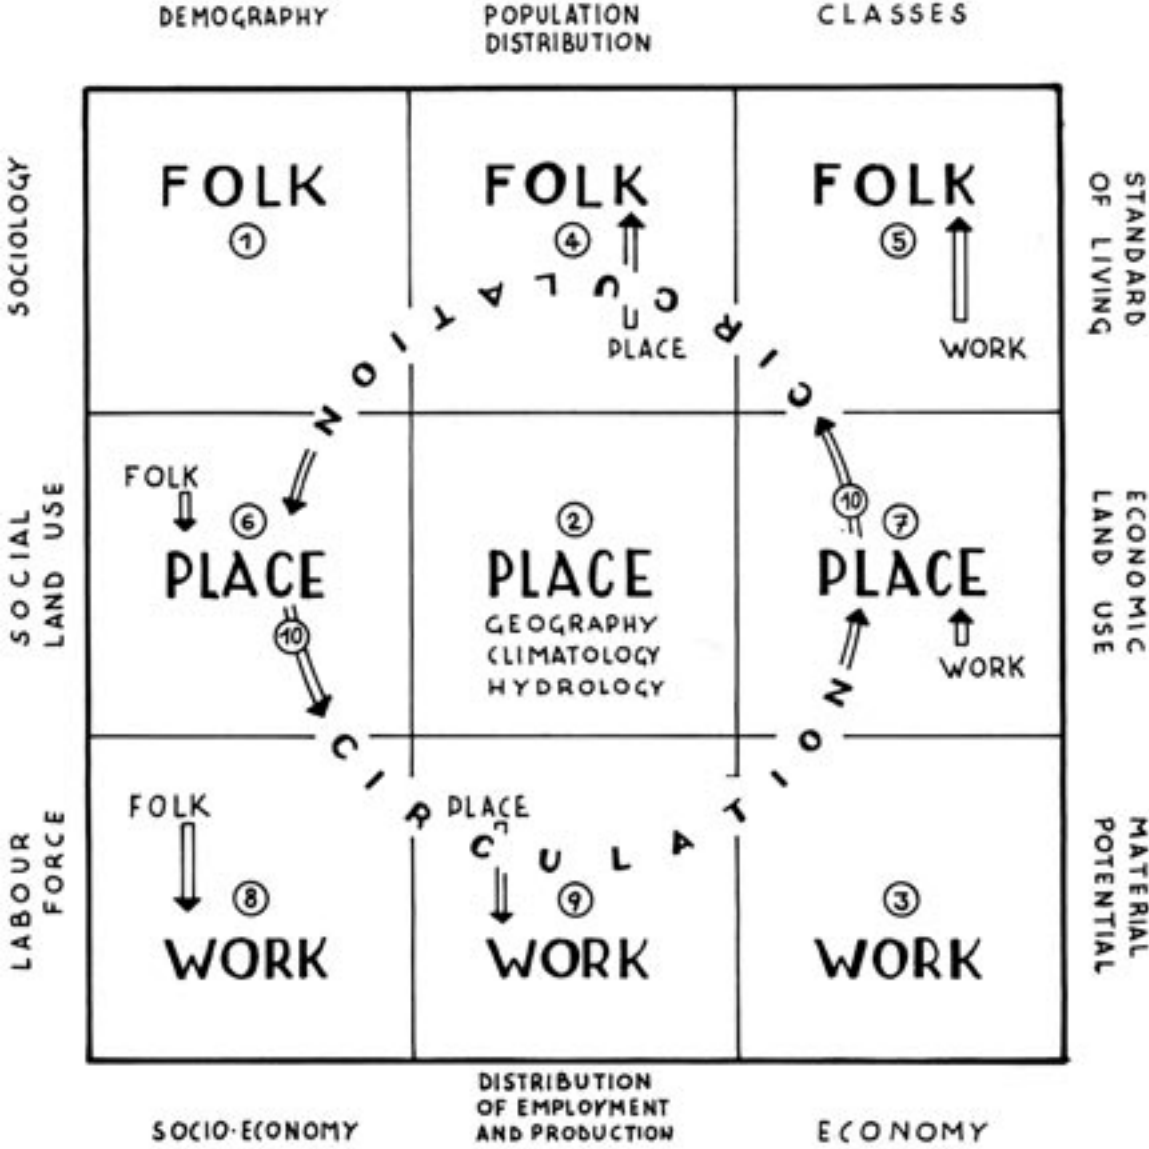 DEMOGRAPHY
POPULATION
DISTRIBUTION
CLASSES
SOCIOLOGY
FOLK
1
FOLK
4
PLACE
FOLK
5
WORK
STANDARD
OF LIVING
CIRCULATION
SOCIAL
LAND USE
FOLK
6
PLACE
10
2
PLACE
GEOGRAPHY
CLIMATOLOGY
HYDROLOGY
10
7
PLACE
WORK
ECONOMIC
LAND USE
CIRCULATION
LABOUR
FORCE
FOLK
8
WORK
PLACE
9
WORK
3
WORK
MATERIAL
POTENTIAL
SOCIO·ECONOMY
DISTRIBUTION
OF EMPLOYMENT
AND PRODUCTION
ECONOMY